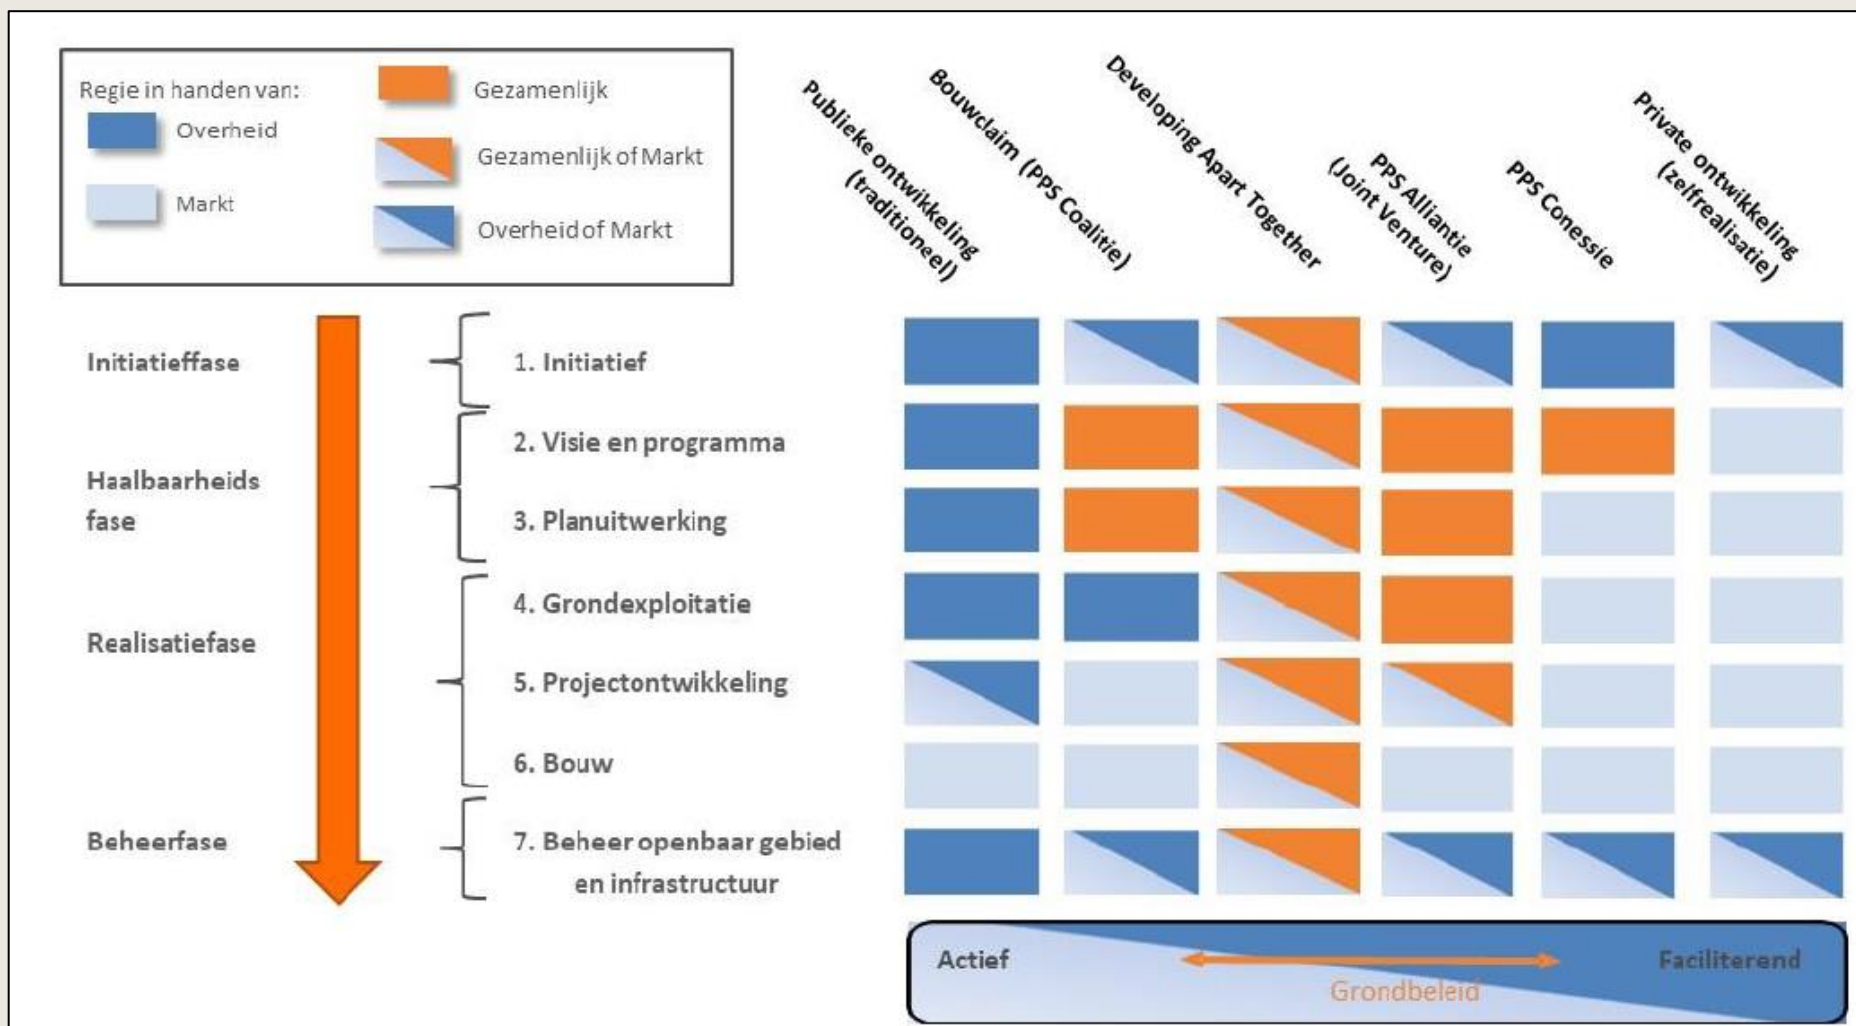 Regie in handen van:
Overheid
Markt
Gezamenlijk
Gezamenlijk of Markt
Overheid of Markt
Publieke ontwikkeling
(traditioneel)
Bouwclaim (PPS Coalitie)
Developing Apart Together
PPS Alliantie
(Joint Venture)
PPS Conessie
Private ontwikkeling
(zelfrealisatie)
Initiatieffase
1. Initiatief
Haalbaarheids
fase
2. Visie en programma
3. Planuitwerking
Realisatiefase
4. Grondexploitatie
5. Projectontwikkeling
6. Bouw
Beheerfase
7. Beheer openbaar gebied
en infrastructuur
Actief
Faciliterend
Grondbeleid